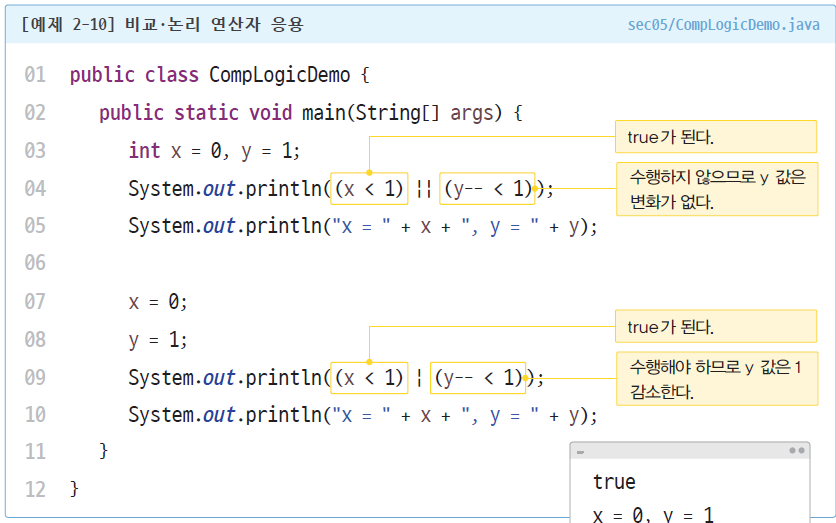 [예제 2-10] 비교·논리 연산자 응용 sec05/CompLogicDemo.java
01 public class CompLogicDemo {
02 public static void main(String[] args) {
true가 된다.
03 int x = 0, y = 1;
04 System.out.println((x < 1) || (y-- < 1));
수행하지 않으므로 y 값은
변화가 없다.
05 System.out.println("x = " + x + ", y = " + y);
06
07 x = 0;
08 y = 1;
true가 된다.
09 System.out.println((x < 1) | (y-- < 1));
수행해야 하므로 y 값은 1
감소한다.
10 System.out.println("x = " + x + ", y = " + y);
11 }
12 }
true
x = 0, y = 1